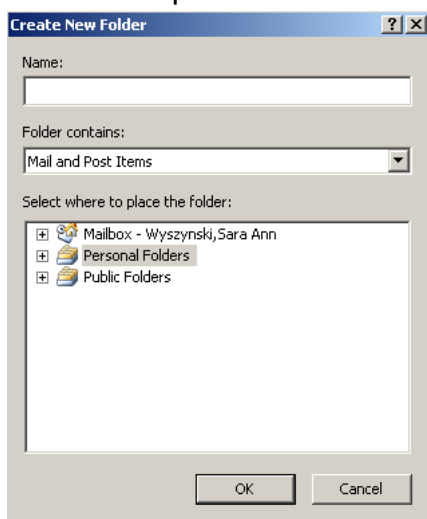 Create New Folder
Name:
Folder contains:
Mail and Post Items
Select where to place the folder:
Mailbox - Wyszynski,Sara Ann
Personal Folders
Public Folders
OK Cancel